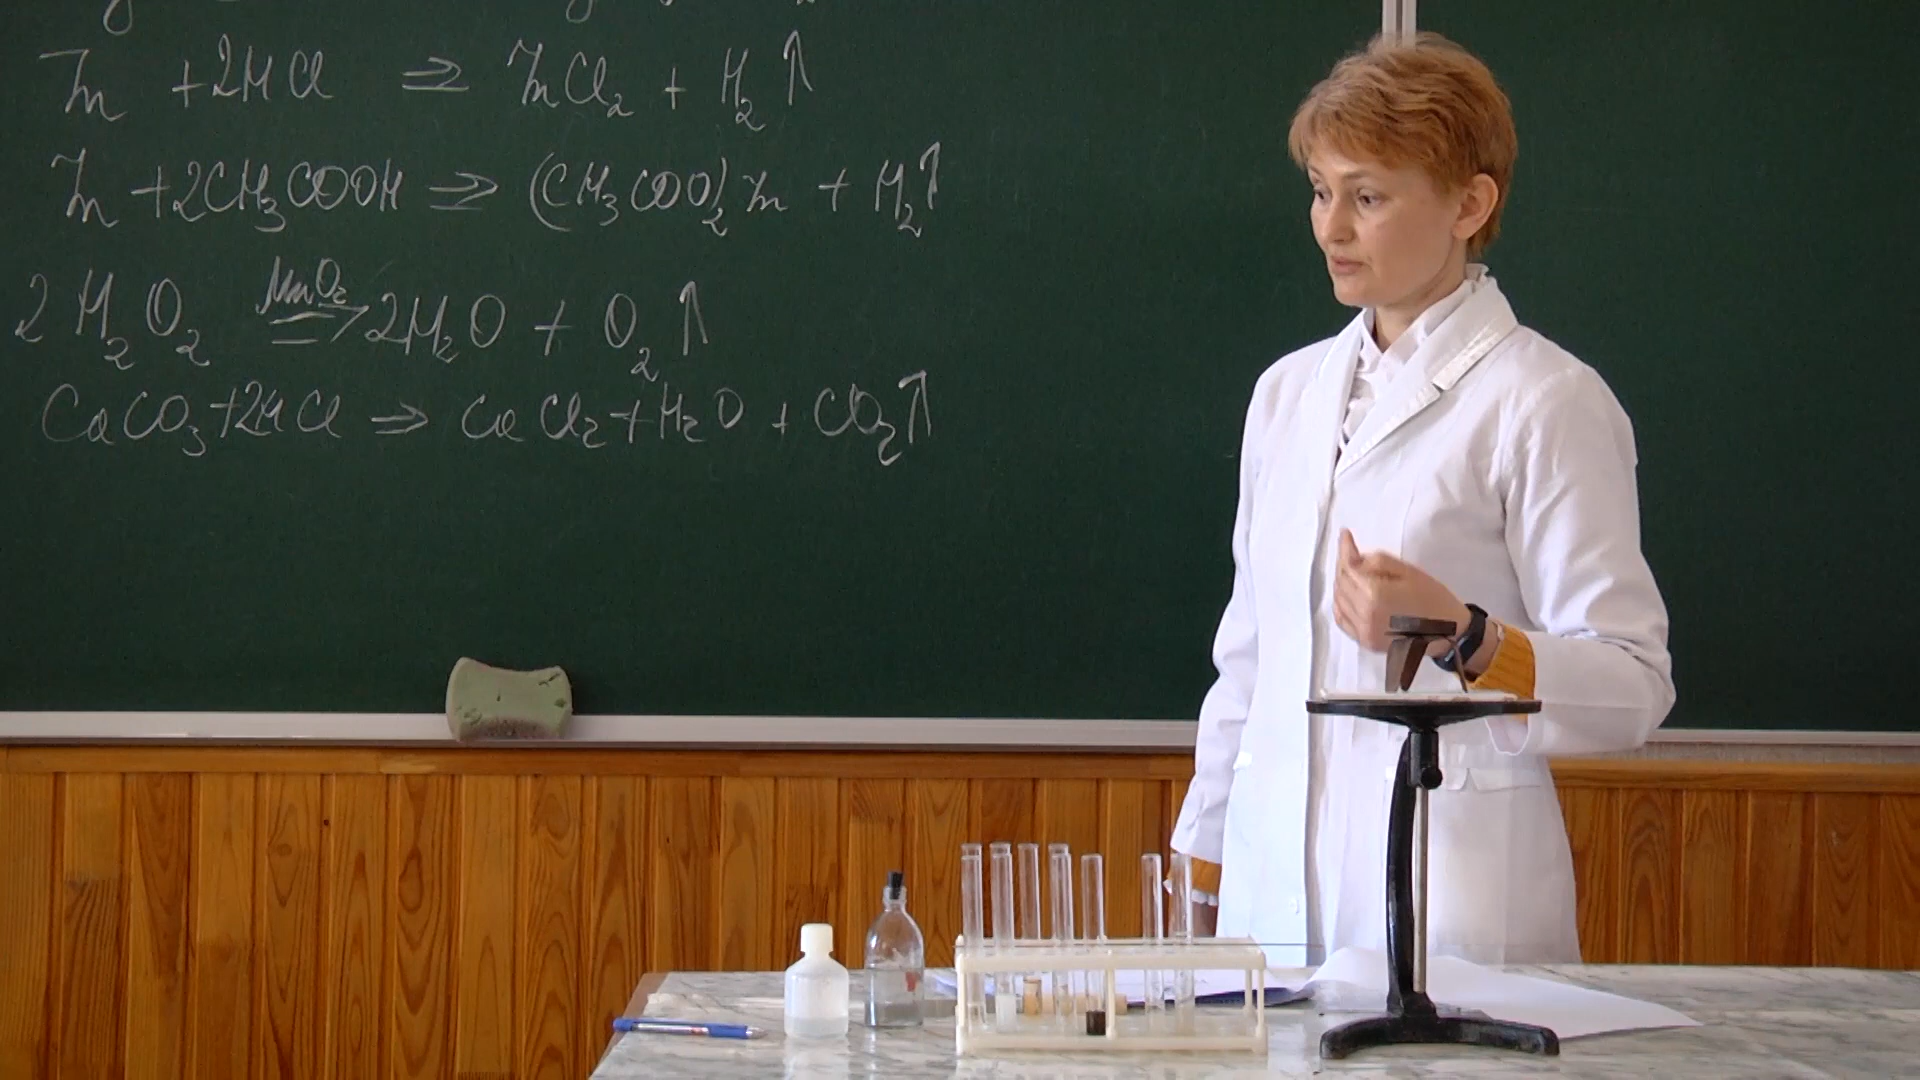 Zn + 2HCl ⇒ ZnCl₂ + H₂↑
Zn + 2CH₃COOH ⇒ (CH₃COO)₂Zn + H₂↑
2H₂O₂ =MnO₂=> 2H₂O + O₂↑
CaCO₃ + 2HCl ⇒ CaCl₂ + H₂O + CO₂↑